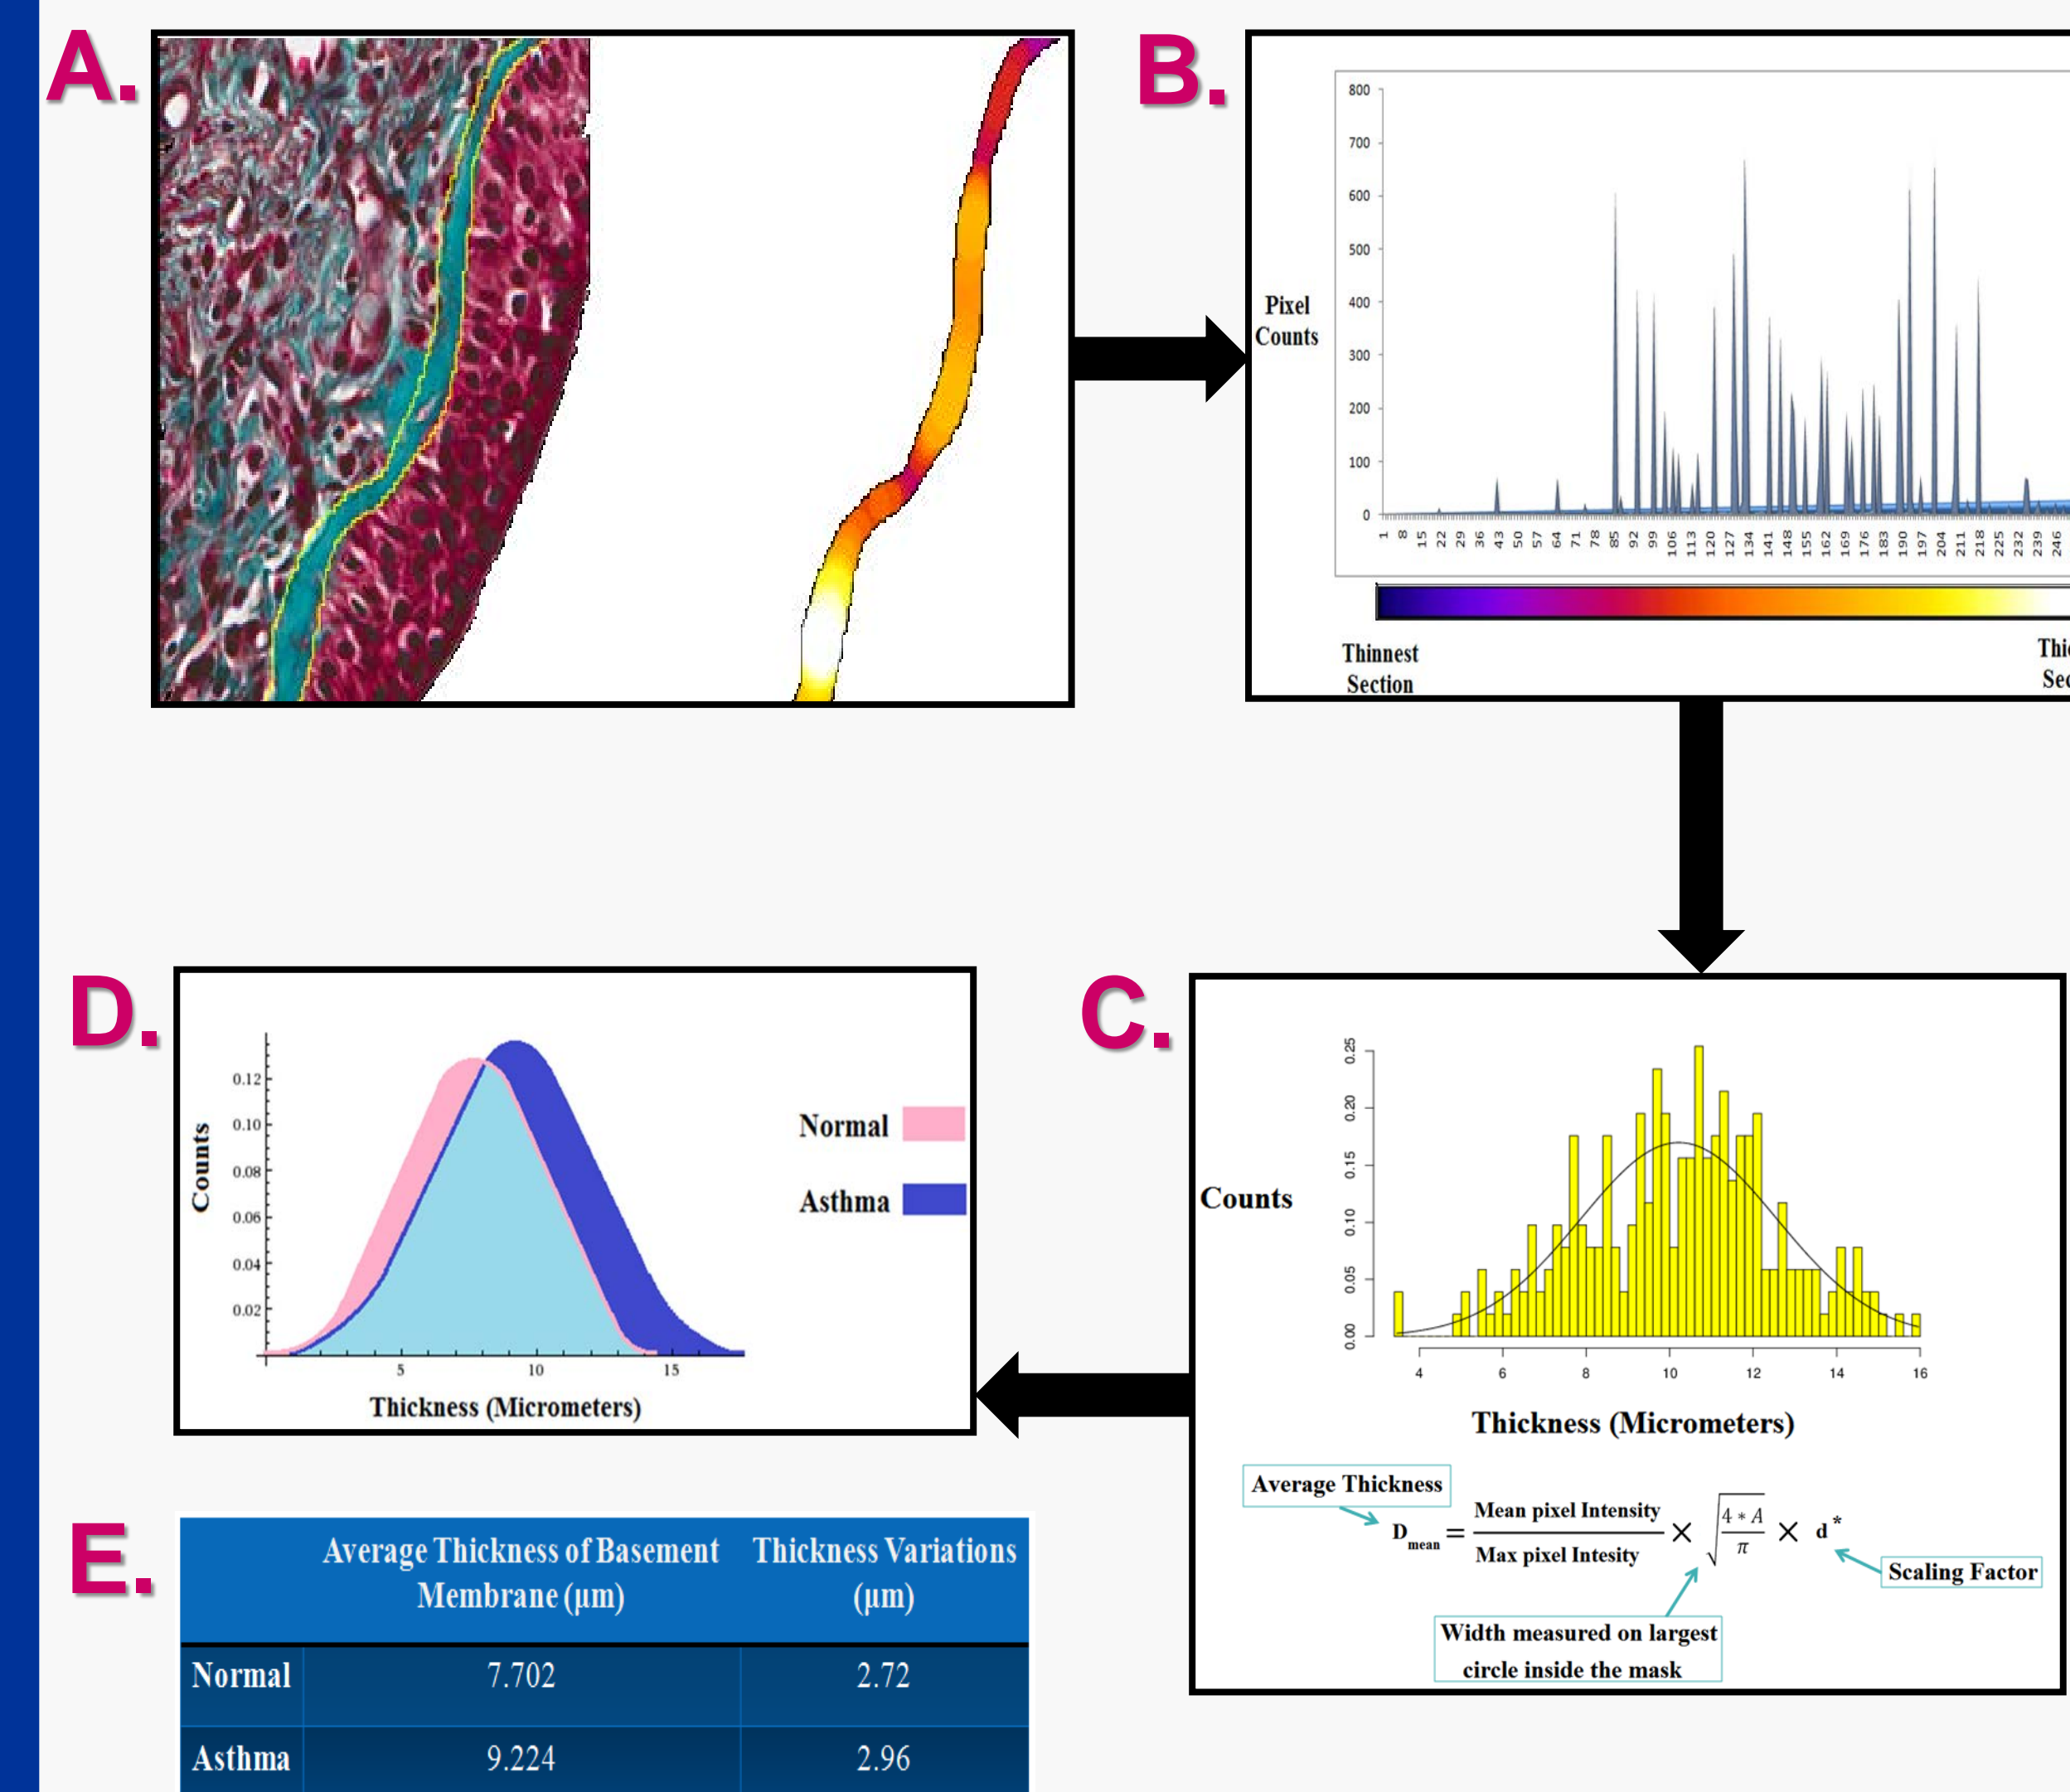 A.
B.
800
700
600
500
400
300
200
100
0
Pixel
Counts
1 8 15 22 29 36 43 50 57 64 71 78 85 92 99 106 113 120 127 134 141 148 155 162 169 176 183 190 197 204 211 218 225 232 239 246
Thinnest
Section
Thi
Sec
D.
0.12
0.10
0.08
0.06
0.04
0.02
Counts
5 10 15
Thickness (Micrometers)
Normal
Asthma
C.
0.25
0.20
0.15
0.10
0.05
0.00
Counts
4 6 8 10 12 14 16
Thickness (Micrometers)
Average Thickness
D mean = Mean pixel Intensity / Max pixel Intesity × √ 4 * A / π × d *
Scaling Factor
Width measured on largest
circle inside the mask
E.
Average Thickness of Basement Thickness Variations
Membrane (μm) (μm)
Normal 7.702 2.72
Asthma 9.224 2.96